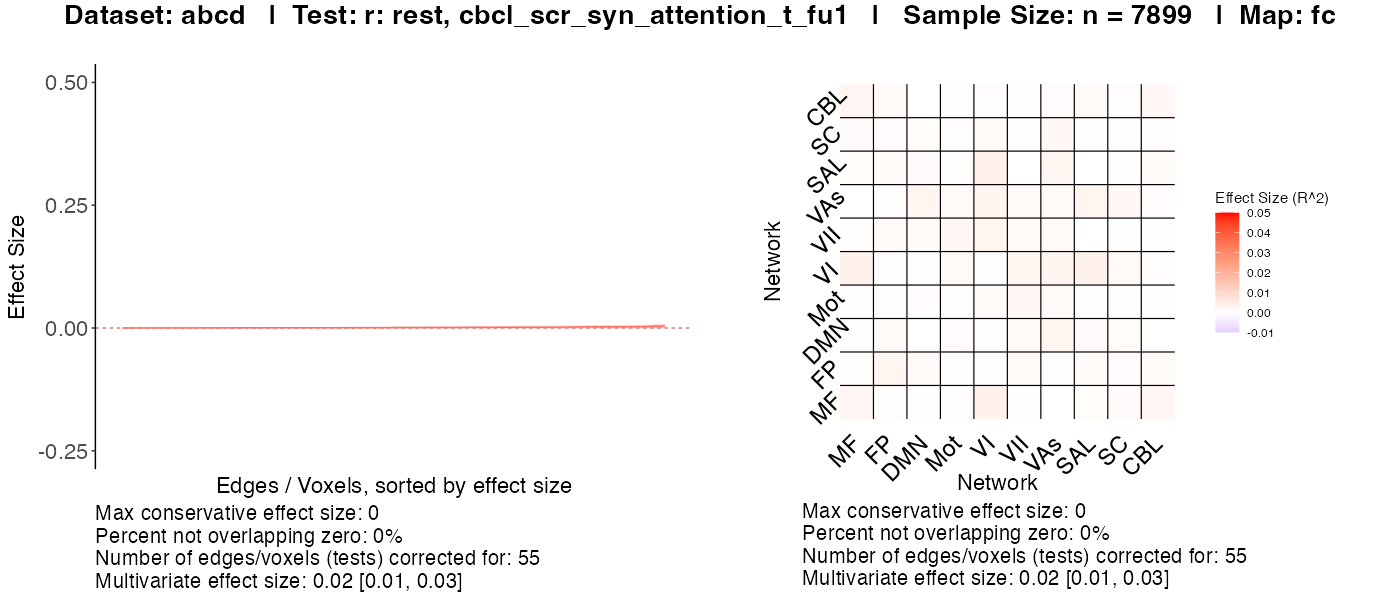 Dataset: abcd | Test: r: rest, cbcl_scr_syn_attention_t_fu1 | Sample Size: n = 7899 | Map: fc
Effect Size
0.50
0.25
0.00
-0.25
Edges / Voxels, sorted by effect size
Max conservative effect size: 0
Percent not overlapping zero: 0%
Number of edges/voxels (tests) corrected for: 55
Multivariate effect size: 0.02 [0.01, 0.03]
Network
CBL
SC
SAL
VAs
VII
VI
Mot
DMN
FP
MF
MF FP DMN Mot VI VII VAs SAL SC CBL
Network
Max conservative effect size: 0
Percent not overlapping zero: 0%
Number of edges/voxels (tests) corrected for: 55
Multivariate effect size: 0.02 [0.01, 0.03]
Effect Size (R^2)
0.05
0.04
0.03
0.02
0.01
0.00
-0.01